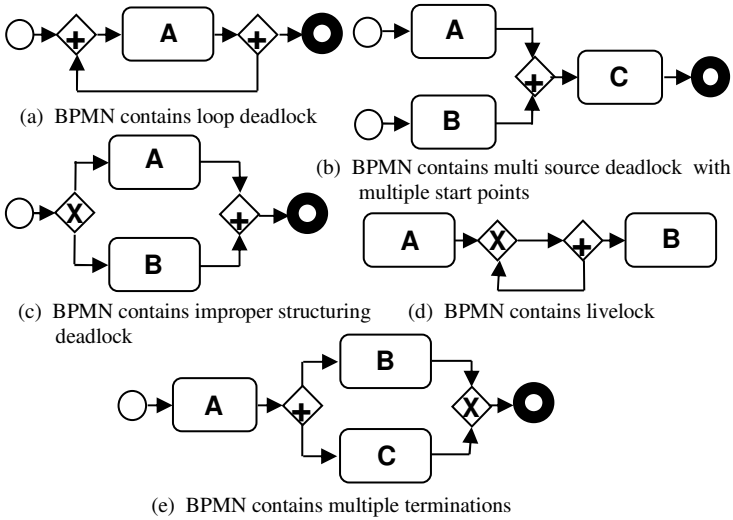 A
+
+
(a) BPMN contains loop deadlock
A
+
C
B
(b) BPMN contains multi source deadlock with
multiple start points
A
X
+
B
(c) BPMN contains improper structuring
deadlock
A
X
+
B
(d) BPMN contains livelock
B
A
+
X
C
(e) BPMN contains multiple terminations